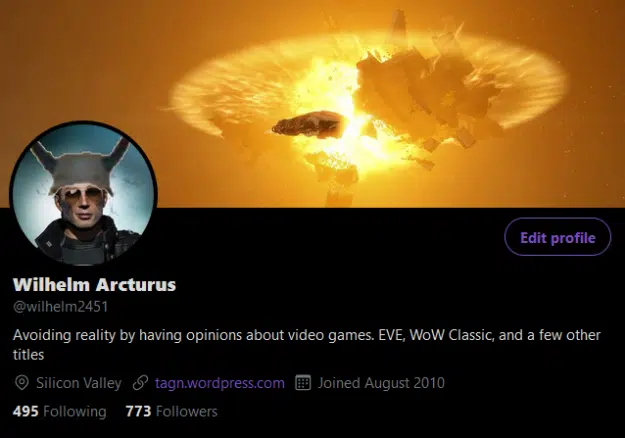 Edit profile
Wilhelm Arcturus
@wilhelm2451
Avoiding reality by having opinions about video games. EVE, WoW Classic, and a few other
titles
Silicon Valley tagn.wordpress.com Joined August 2010
495 Following 773 Followers